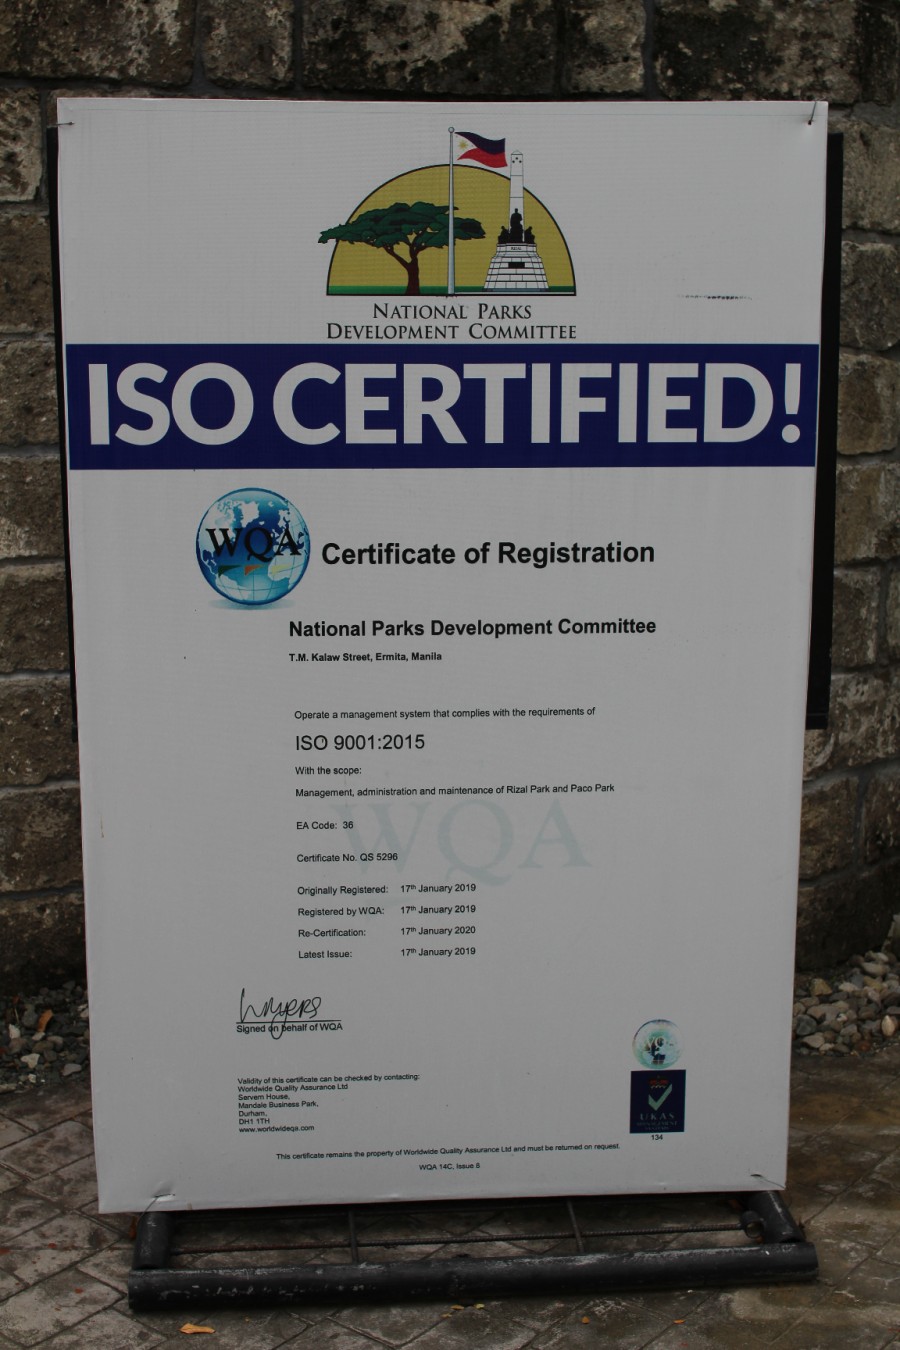 NATIONAL PARKS
DEVELOPMENT COMMITTEE
ISO CERTIFIED!
WQA
Certificate of Registration
National Parks Development Committee
T.M. Kalaw Street, Ermita, Manila
Operate a management system that complies with the requirements of
ISO 9001:2015
With the scope:
Management, administration and maintenance of Rizal Park and Paco Park
WQA
EA Code: 36
Certificate No. QS 5296
Originally Registered: 17th January 2019
Registered by WQA: 17th January 2019
Re-Certification: 17th January 2020
Latest Issue: 17th January 2019
Signed on behalf of WQA
Validity of this certificate can be checked by contacting:
Worldwide Quality Assurance Ltd
Servern House,
Mandale Business Park,
Durham,
DH1 1TH
www.worldwideqa.com
UKAS
MANAGEMENT
SYSTEMS
134
This certificate remains the property of Worldwide Quality Assurance Ltd and must be returned on request.
WQA 14C, Issue 5